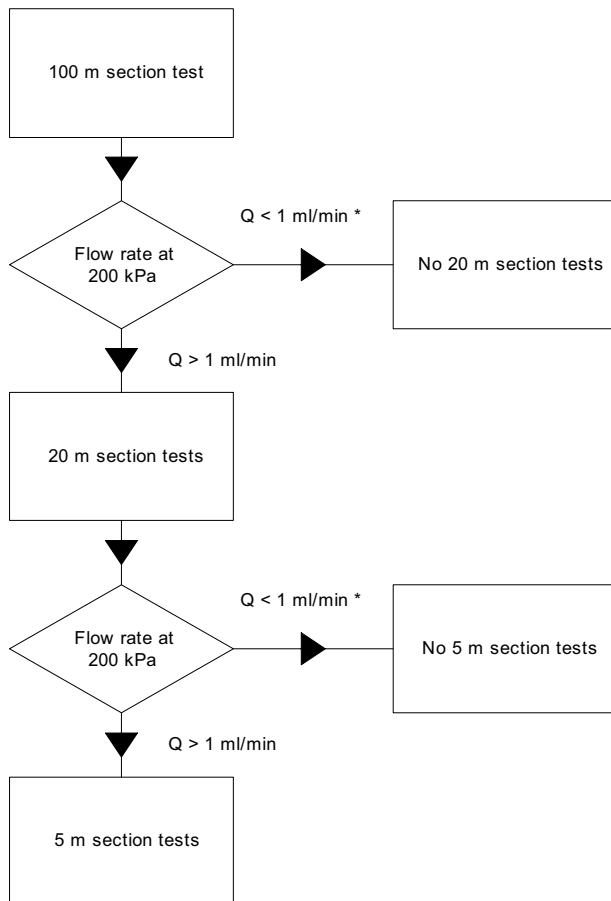 100 m section test
Q < 1 ml/min *
Flow rate at
200 kPa
No 20 m section tests
Q > 1 ml/min
20 m section tests
Q < 1 ml/min *
Flow rate at
200 kPa
No 5 m section tests
Q > 1 ml/min
5 m section tests